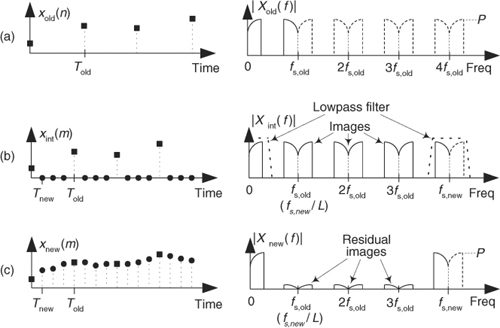 (a) x_old(n) |X_old(f)| P
T_old Time 0 f_s,old 2f_s,old 3f_s,old 4f_s,old Freq
(b) x_int(m) |X_int(f)| Lowpass filter
Images
T_new T_old Time 0 f_s,old 2f_s,old 3f_s,old f_s,new Freq
(f_s,new/L)
(c) x_new(m) |X_new(f)| Residual images P
T_new T_old Time 0 f_s,old 2f_s,old 3f_s,old f_s,new Freq
(f_s,new/L)